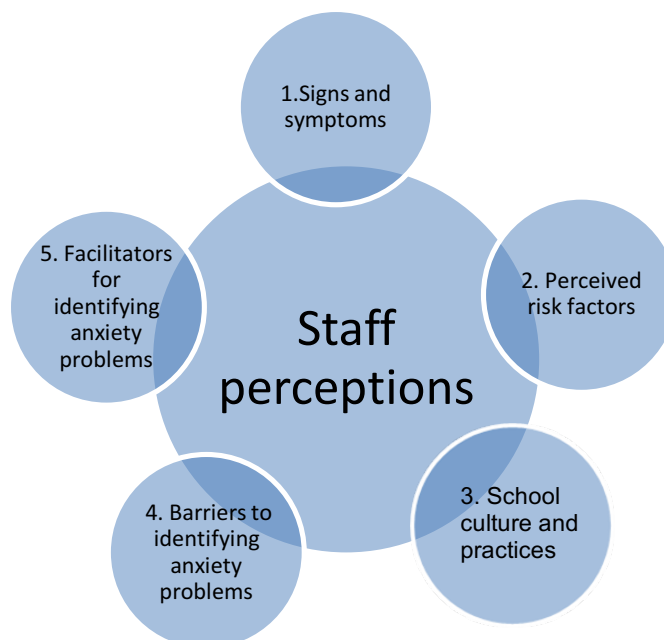 1.Signs and
symptoms
2. Perceived
risk factors
3. School
culture and
practices
4. Barriers to
identifying
anxiety
problems
5. Facilitators
for
identifying
anxiety
problems
Staff
perceptions